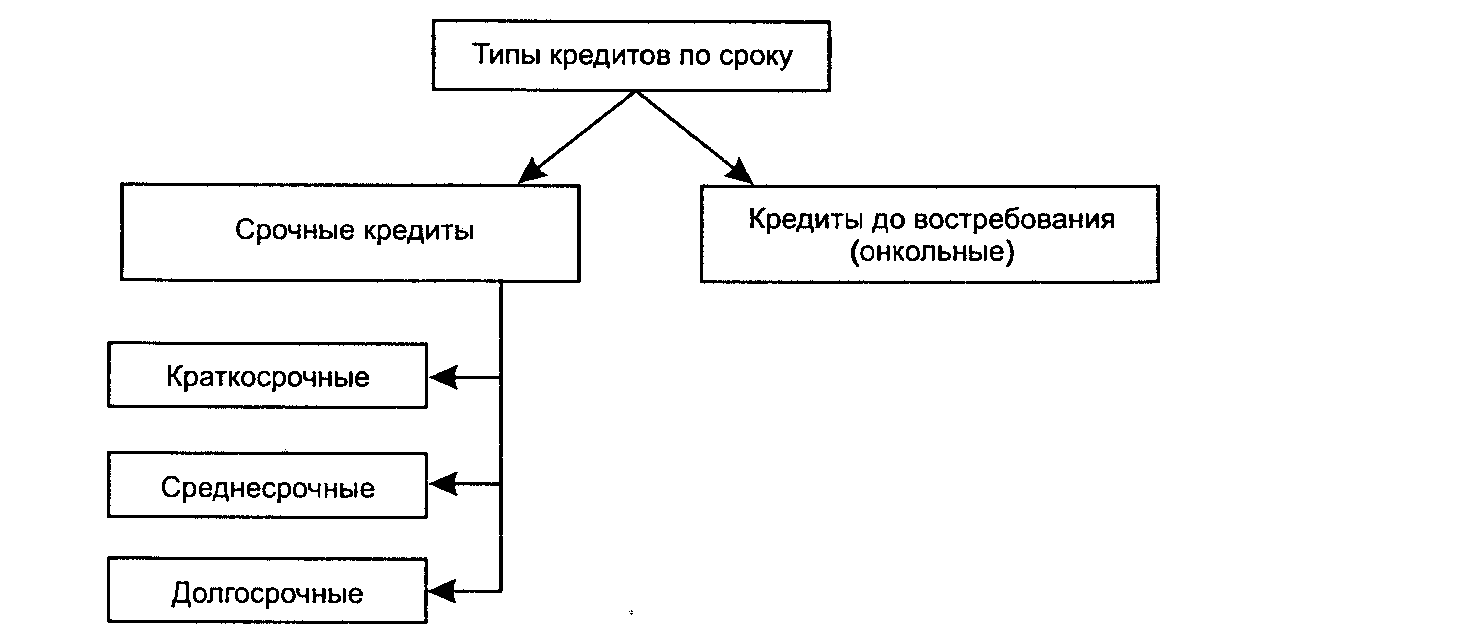 Типы кредитов по сроку
Срочные кредиты
Кредиты до востребования
(онкольные)
Краткосрочные
Среднесрочные
Долгосрочные